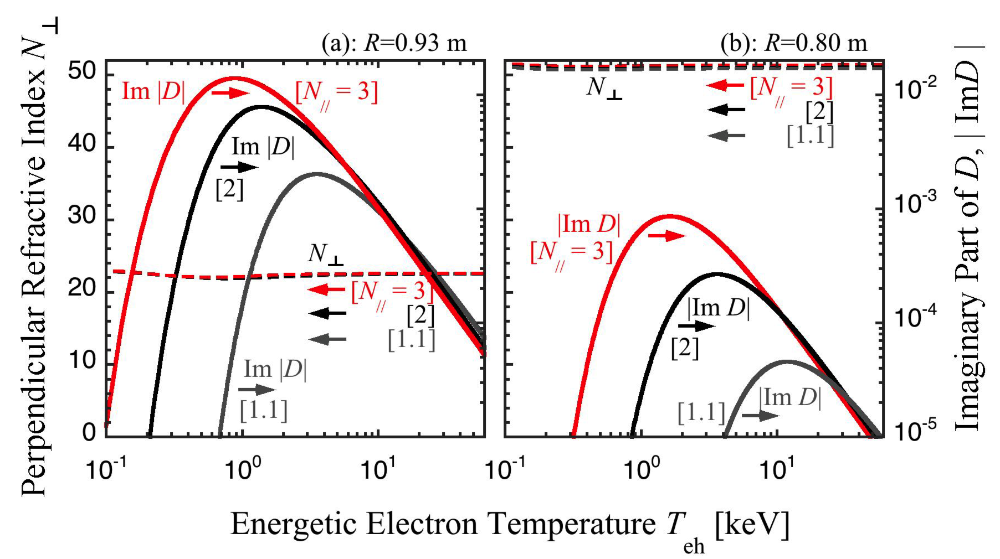 (a): R=0.93 m
(b): R=0.80 m
Perpendicular Refractive Index N⊥
50
40
30
20
10
0
Im |D|
[N// = 3]
Im |D|
[2]
N⊥
[N// = 3]
[2]
[1.1]
Im |D|
[1.1]
10-1
100
101
N⊥
[N// = 3]
[2]
[1.1]
|Im D|
[N// = 3]
|Im D|
[2]
|Im D|
[1.1]
10-1
100
101
10-2
10-3
10-4
10-5
Imaginary Part of D, | ImD |
Energetic Electron Temperature Teh [keV]